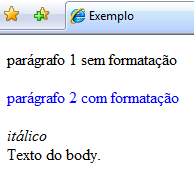 Exemplo
parágrafo 1 sem formatação
parágrafo 2 com formatação
itálico
Texto do body.